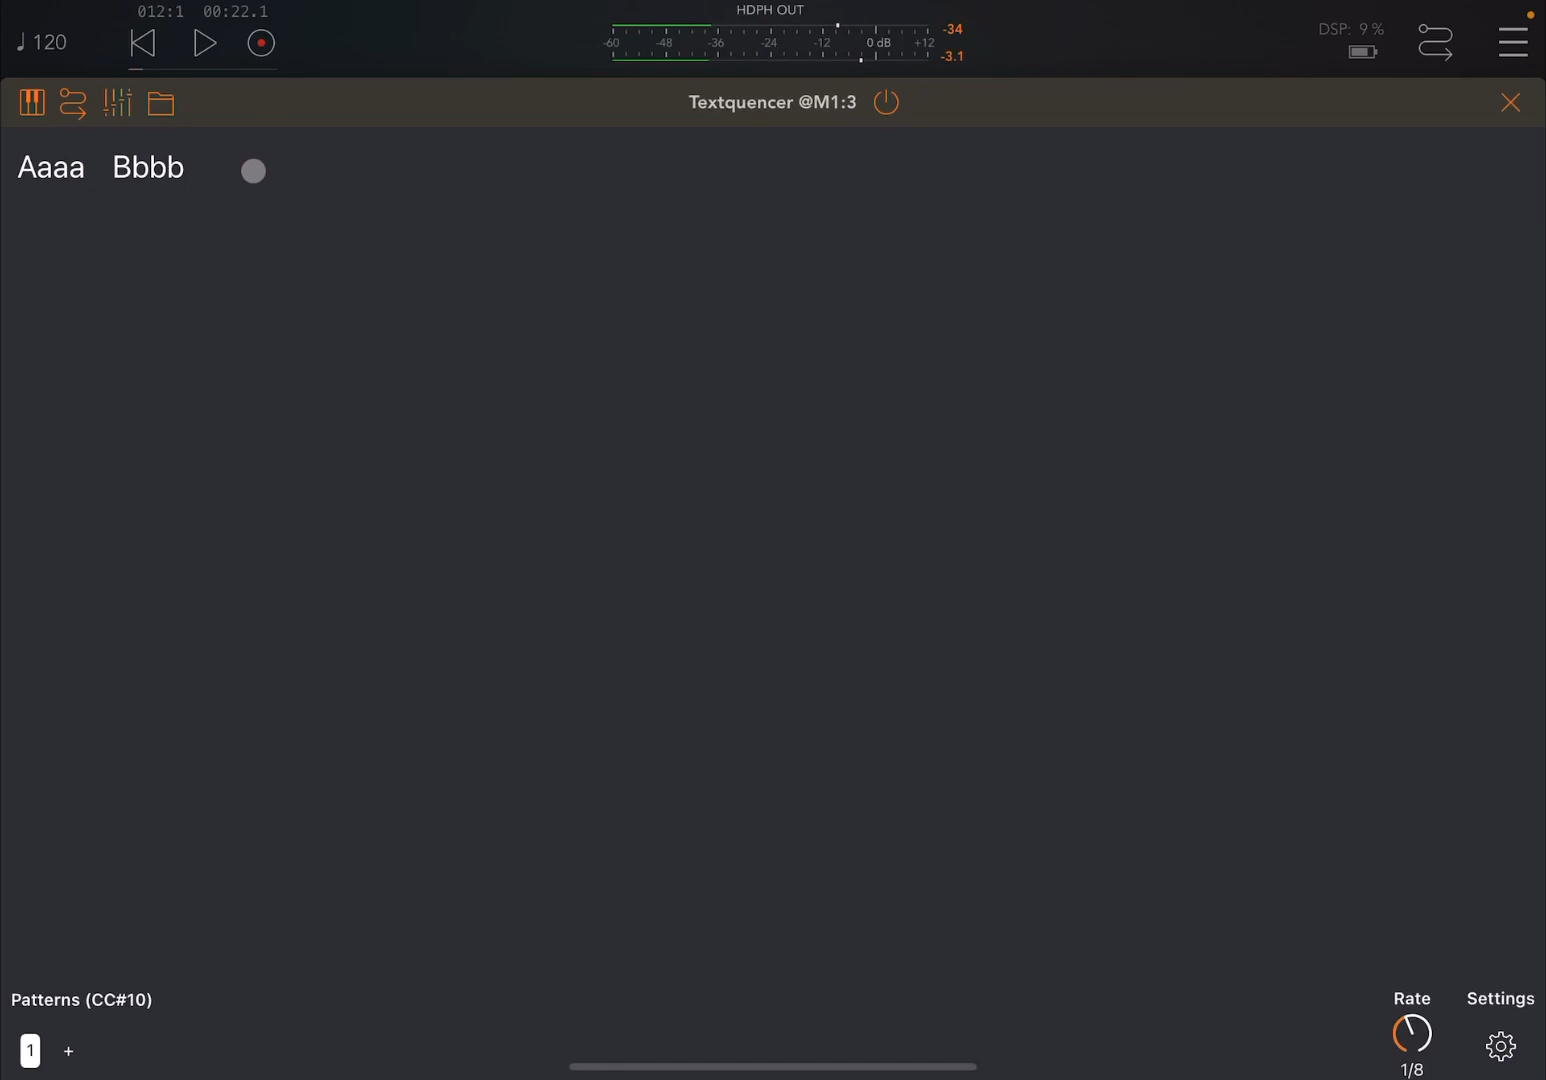 012:1 00:22.1
HDPH OUT
♩ 120
-60 -48 -36 -24 -12 0 dB +12
-34
-3.1
DSP: 9 %
Textquencer @M1:3
Aaaa Bbbb
Patterns (CC#10)
1 +
Rate
1/8
Settings